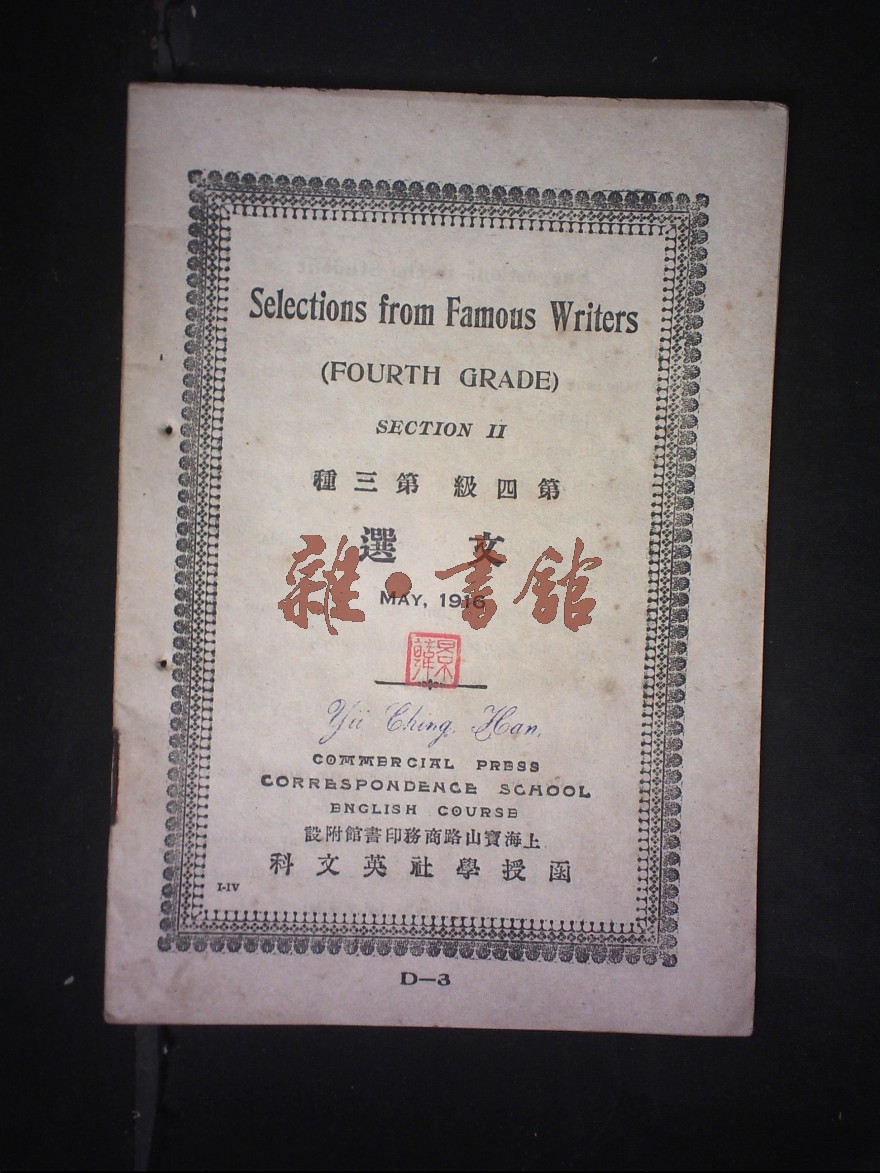 Selections from Famous Writers
(FOURTH GRADE)
SECTION II
第四級 第三種
文選
雜·書館
MAY, 1916
Yü Ching Han.
COMMERCIAL PRESS
CORRESPONDENCE SCHOOL
ENGLISH COURSE
上海寶山路商務印書館附設
函授學社英文科
I-IV
D—3